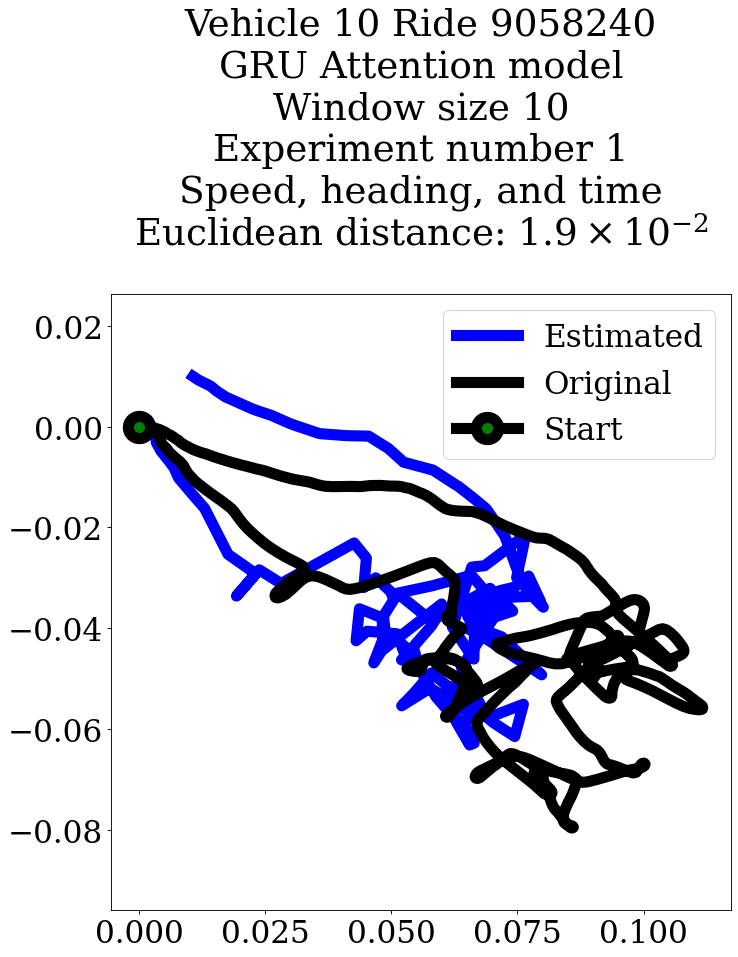 Vehicle 10 Ride 9058240
GRU Attention model
Window size 10
Experiment number 1
Speed, heading, and time
Euclidean distance: 1.9 × 10⁻²
Estimated
Original
Start
0.02
0.00
−0.02
−0.04
−0.06
−0.08
0.000 0.025 0.050 0.075 0.100